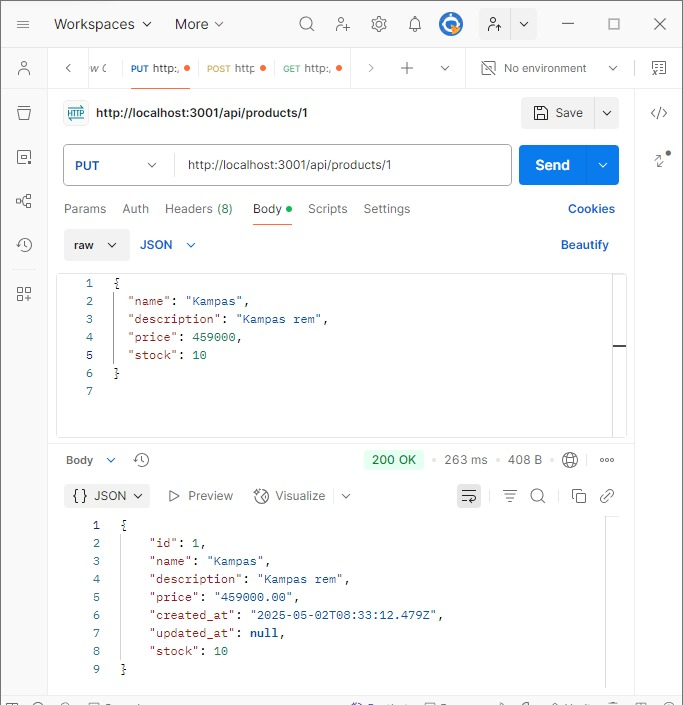 Workspaces More
PUT http:, POST http GET http:, No environment
HTTP http://localhost:3001/api/products/1 Save
PUT http://localhost:3001/api/products/1 Send
Params Auth Headers (8) Body Scripts Settings Cookies
raw JSON Beautify
1 {
2 "name": "Kampas",
3 "description": "Kampas rem",
4 "price": 459000,
5 "stock": 10
6 }
7
Body 200 OK 263 ms 408 B
{} JSON Preview Visualize
1 {
2 "id": 1,
3 "name": "Kampas",
4 "description": "Kampas rem",
5 "price": "459000.00",
6 "created_at": "2025-05-02T08:33:12.479Z",
7 "updated_at": null,
8 "stock": 10
9 }